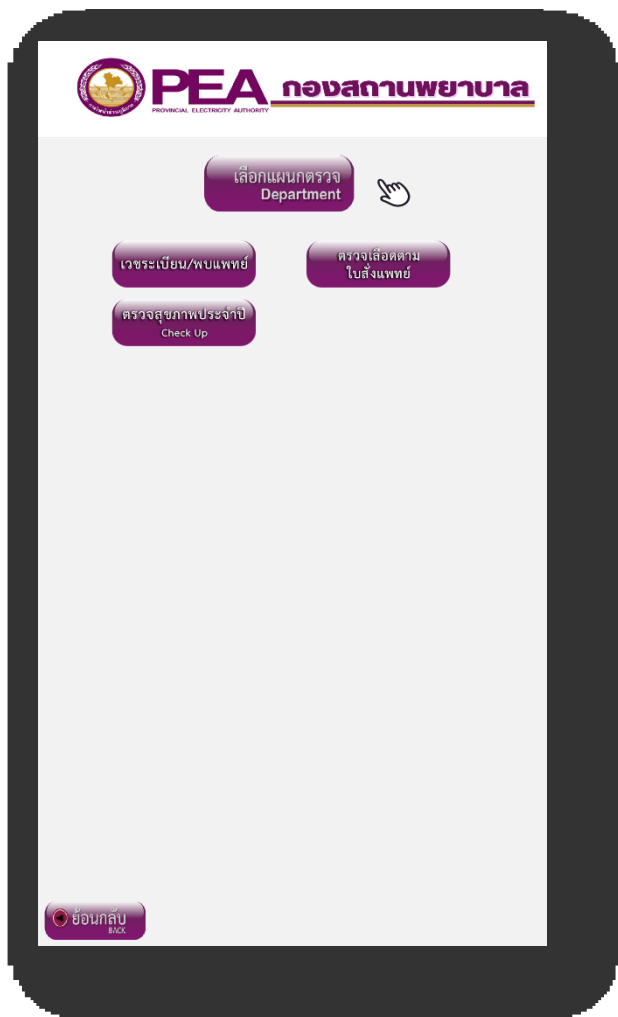 PEA กองสถานพยาบาล
PROVINCIAL ELECTRICITY AUTHORITY
เลือกแผนกตรวจ
Department
เวชระเบียน/พบแพทย์
ตรวจเลือดตาม
ใบสั่งแพทย์
ตรวจสุขภาพประจำปี
Check Up
ย้อนกลับ
BACK